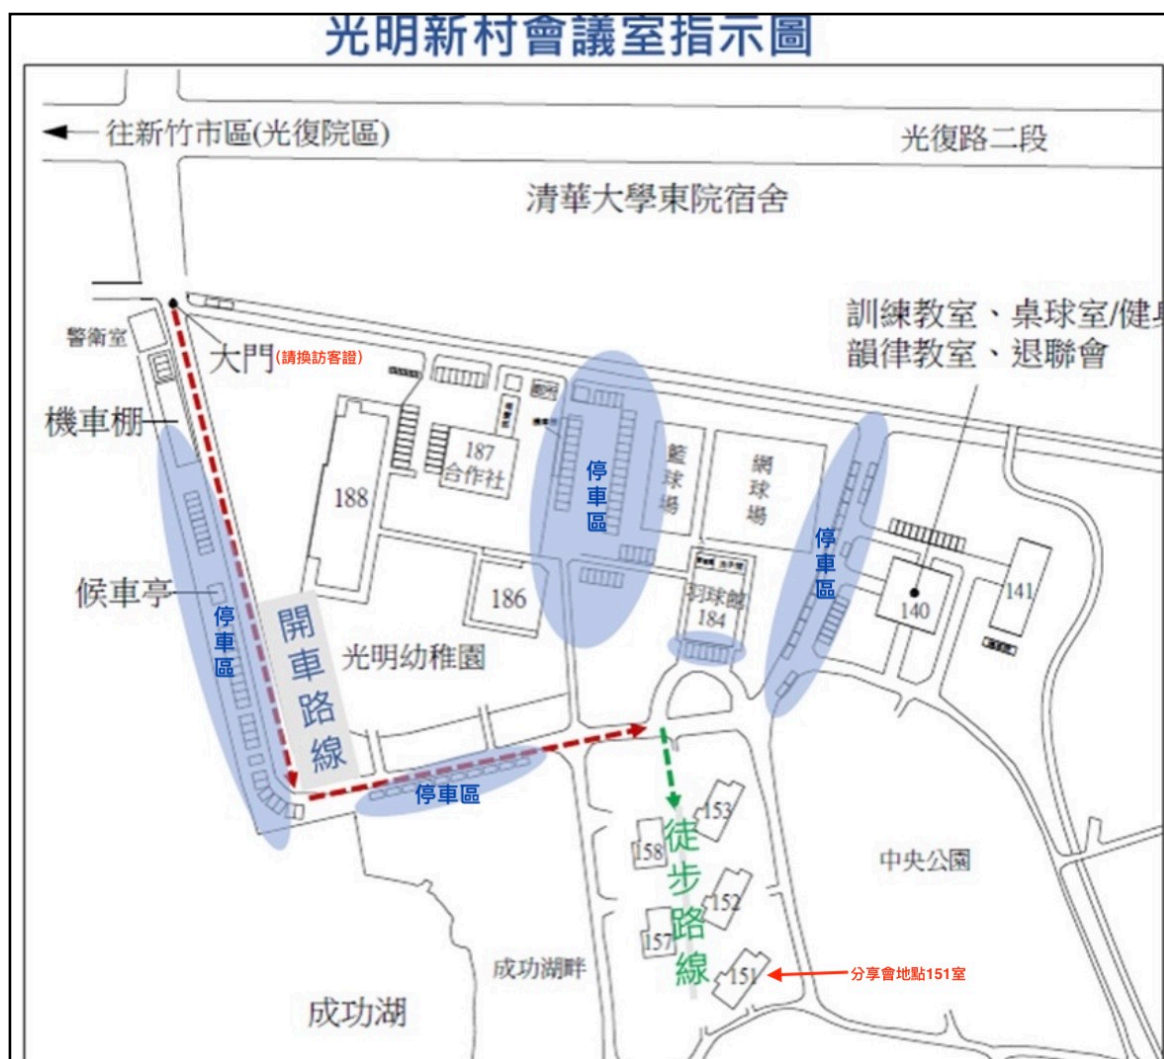 光明新村會議室指示圖
往新竹市區(光復院區)
光復路二段
清華大學東院宿舍
訓練教室、桌球室/健
韻律教室、退聯會
警衛室
大門
(請換訪客證)
機車棚
187
合作社
188
停車區
籃球場
網球場
停車區
候車亭
停車區
開車路線
186
羽球館
184
140
141
光明幼稚園
停車區
153
158
徒步路線
152
157
151
分享會地點151室
中央公園
成功湖畔
成功湖